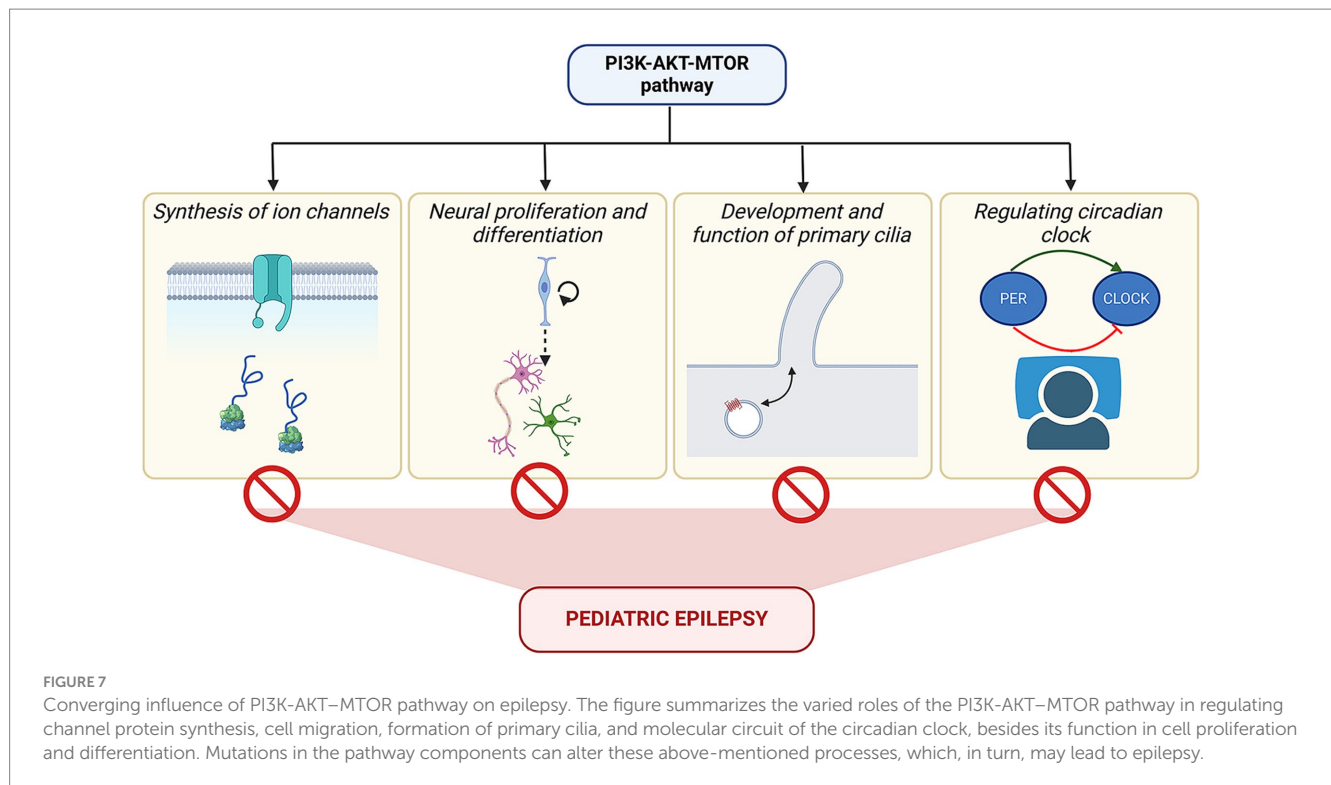 PI3K-AKT-MTOR
pathway
Synthesis of ion channels
Neural proliferation and
differentiation
Development and
function of primary cilia
Regulating circadian
clock
PER
CLOCK
PEDIATRIC EPILEPSY
FIGURE 7
Converging influence of PI3K-AKT–MTOR pathway on epilepsy. The figure summarizes the varied roles of the PI3K-AKT–MTOR pathway in regulating
channel protein synthesis, cell migration, formation of primary cilia, and molecular circuit of the circadian clock, besides its function in cell proliferation
and differentiation. Mutations in the pathway components can alter these above-mentioned processes, which, in turn, may lead to epilepsy.